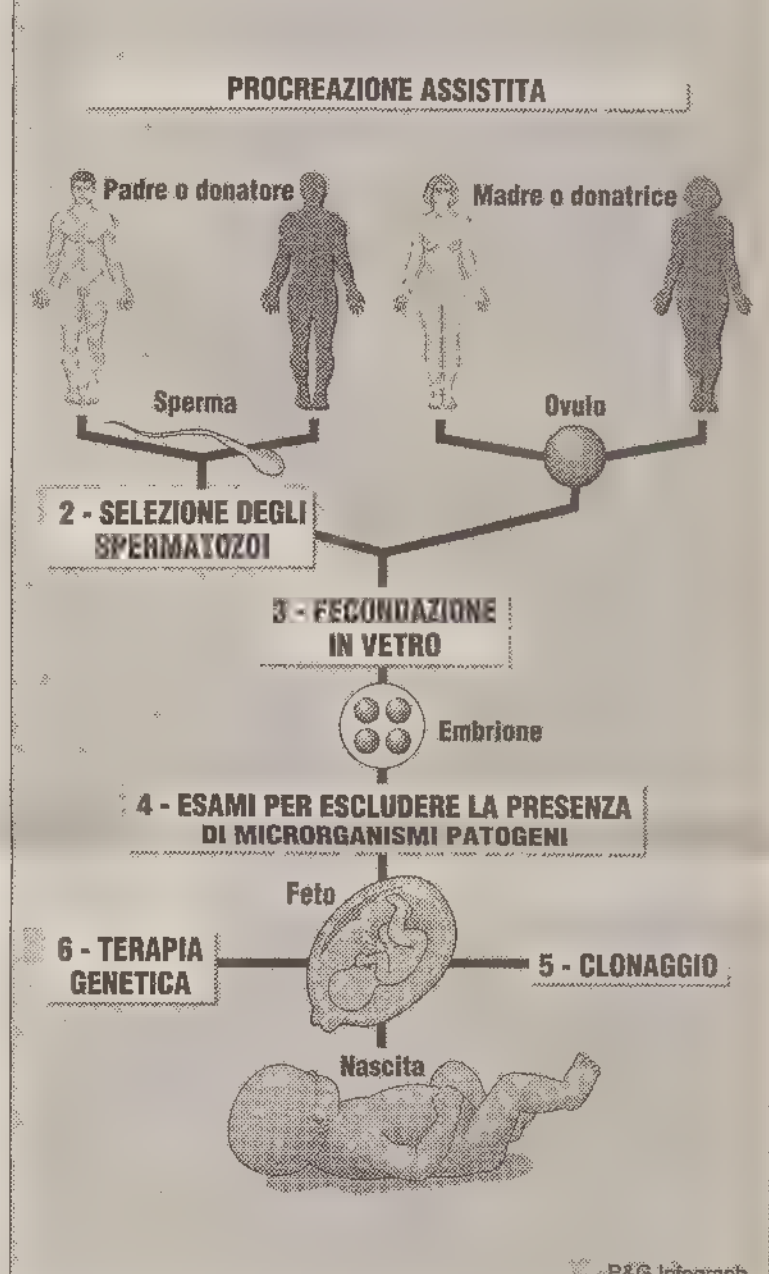 PROCREAZIONE ASSISTITA
Padre o donatore
Madre o donatrice
Sperma
Ovulo
2 - SELEZIONE DEGLI
SPERMATOZOI
3 - FECONDAZIONE
IN VETRO
Embrione
4 - ESAMI PER ESCLUDERE LA PRESENZA
DI MICRORGANISMI PATOGENI
Feto
6 - TERAPIA
GENETICA
5 - CLONAGGIO
Nascita
P&G Infograph